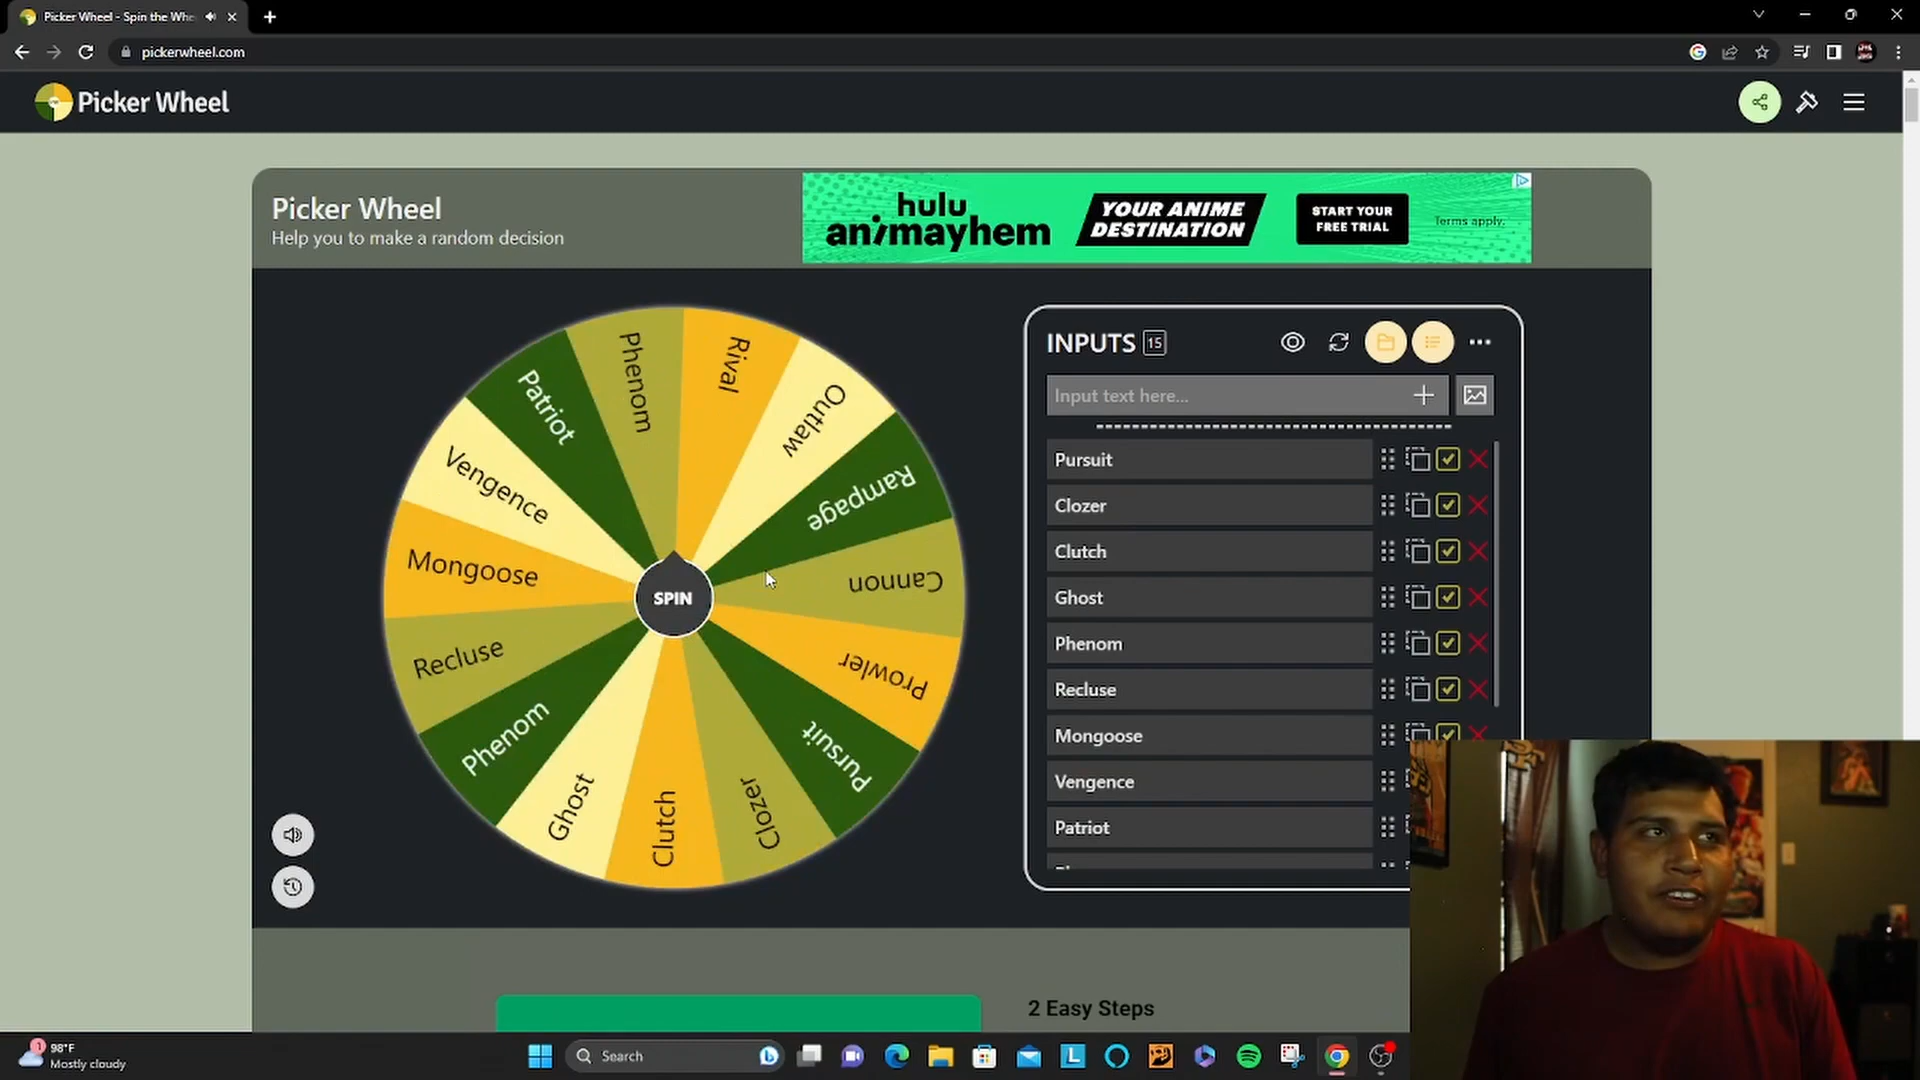 Picker Wheel - Spin the Whe
pickerwheel.com
Picker Wheel
Picker Wheel
Help you to make a random decision
hulu
animayhem
YOUR ANIME
DESTINATION
START YOUR
FREE TRIAL
Terms apply.
Phenom
Rival
Outlaw
Rampage
Cannon
Prowler
Pursuit
Clozer
Clutch
Ghost
Phenom
Recluse
Mongoose
Vengence
Patriot
SPIN
INPUTS 15
Input text here...
Pursuit
Clozer
Clutch
Ghost
Phenom
Recluse
Mongoose
Vengence
Patriot
2 Easy Steps
1
98°F
Mostly cloudy
Search
L